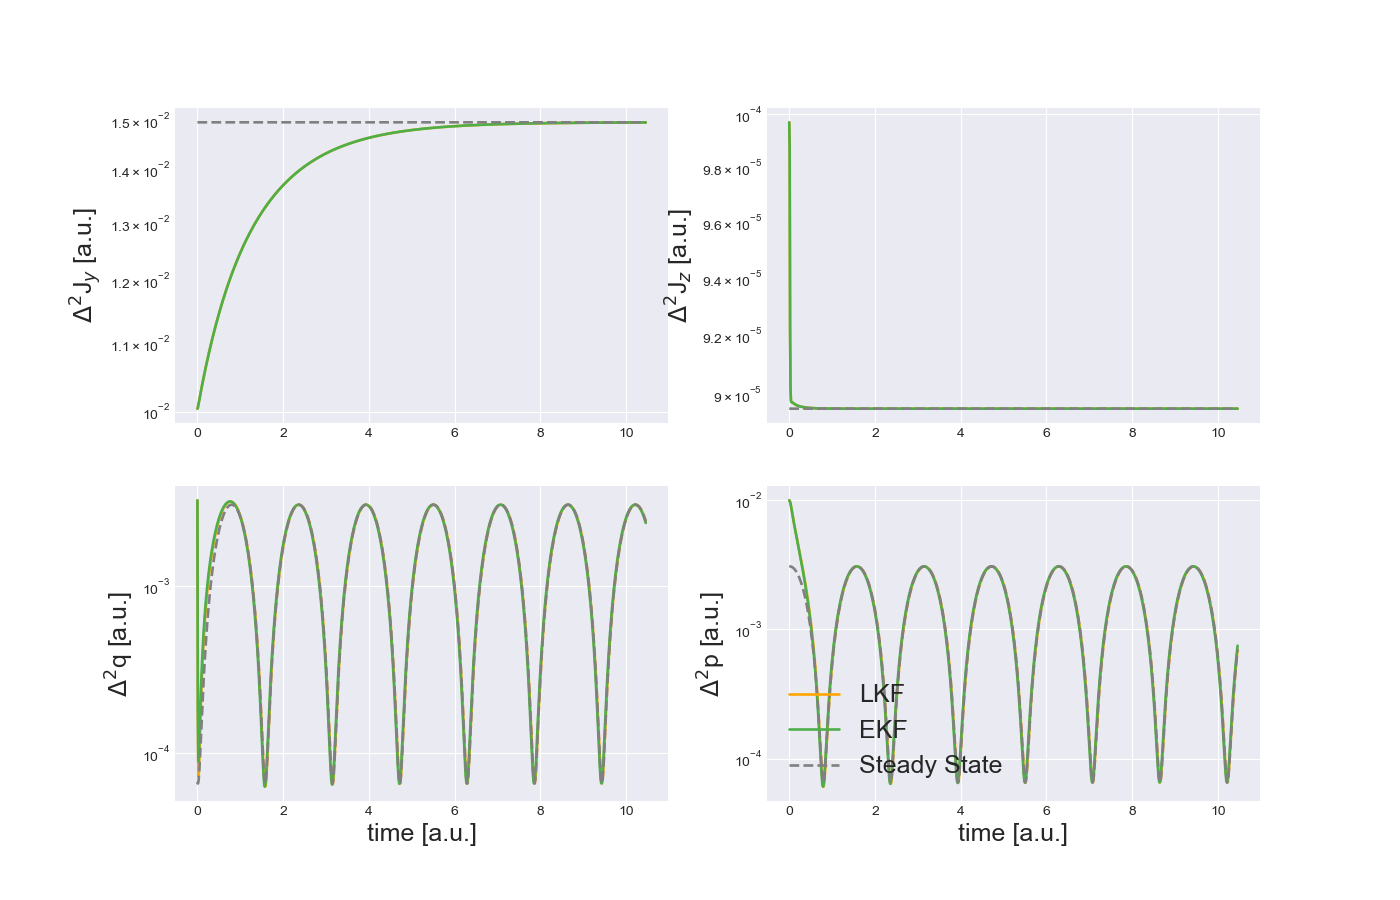 Δ²J_y [a.u.]
1.5 × 10⁻²
1.4 × 10⁻²
1.3 × 10⁻²
1.2 × 10⁻²
1.1 × 10⁻²
10⁻²
0 2 4 6 8 10
Δ²J_z [a.u.]
10⁻⁴
9.8 × 10⁻⁵
9.6 × 10⁻⁵
9.4 × 10⁻⁵
9.2 × 10⁻⁵
9 × 10⁻⁵
0 2 4 6 8 10
Δ²q [a.u.]
10⁻³
10⁻⁴
0 2 4 6 8 10
time [a.u.]
Δ²p [a.u.]
10⁻²
10⁻³
10⁻⁴
LKF
EKF
Steady State
0 2 4 6 8 10
time [a.u.]